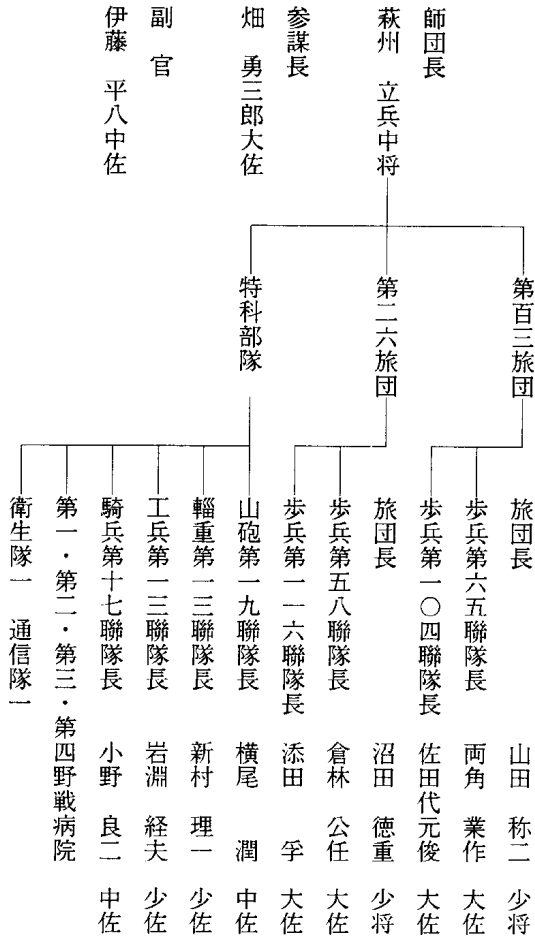 師団長
萩州　立兵中将
参謀長
畑　勇三郎大佐
副　官
伊藤　平八中佐
第百三旅団
第二六旅団
特科部隊
旅団長　山田　称二　少将
歩兵第六五聯隊長　両角　業作　大佐
歩兵第一〇四聯隊長　佐田代元俊　大佐
旅団長　沼田　徳重　少将
歩兵第五八聯隊長　倉林　公任　大佐
歩兵第一一六聯隊長　添田　孚　大佐
山砲第一九聯隊長　横尾　潤　中佐
輜重第一三聯隊長　新村　理一　少佐
工兵第一三聯隊長　岩淵　経夫　少佐
騎兵第十七聯隊長　小野　良二　中佐
第一・第二・第三・第四野戦病院
衛生隊一　通信隊一